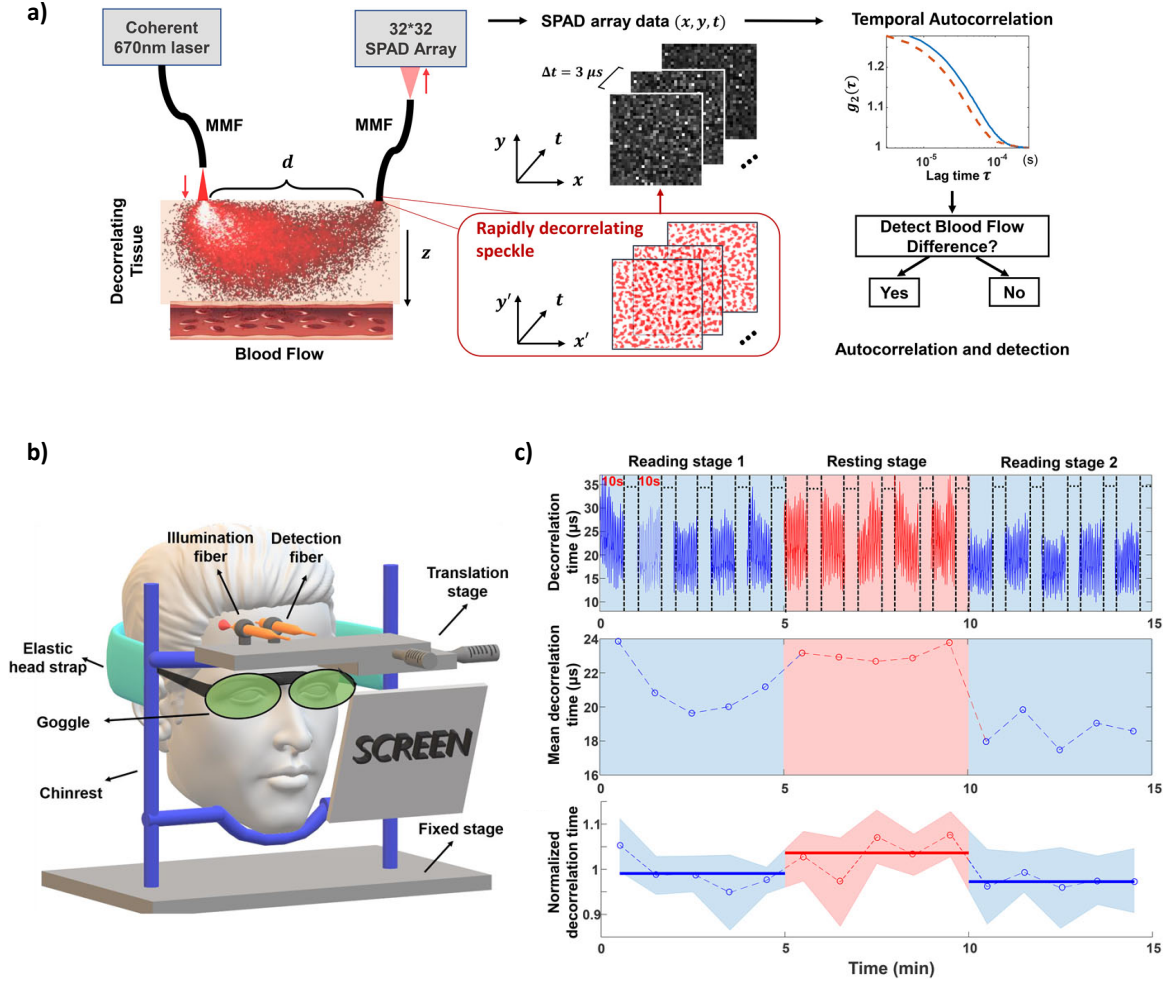 a)
Coherent
670nm laser
32*32
SPAD Array
MMF
MMF
d
Decorrelating
Tissue
z
Blood Flow
SPAD array data (x, y, t)
Δt = 3 μs
y
t
x
Rapidly decorrelating
speckle
y′
t
x′
Temporal Autocorrelation
g₂(τ)
1.2
1.1
1
10⁻⁵
10⁻⁴
(s)
Lag time τ
Detect Blood Flow
Difference?
Yes
No
Autocorrelation and detection
b)
Illumination
fiber
Detection
fiber
Translation
stage
Elastic
head strap
Goggle
SCREEN
Chinrest
Fixed stage
c)
Reading stage 1
Resting stage
Reading stage 2
10s
10s
Decorrelation
time (μs)
35
30
25
20
15
10
0
5
10
15
Mean decorrelation
time (μs)
24
22
20
18
16
0
5
10
15
Normalized
decorrelation time
1.1
1
0.9
0
5
10
15
Time (min)